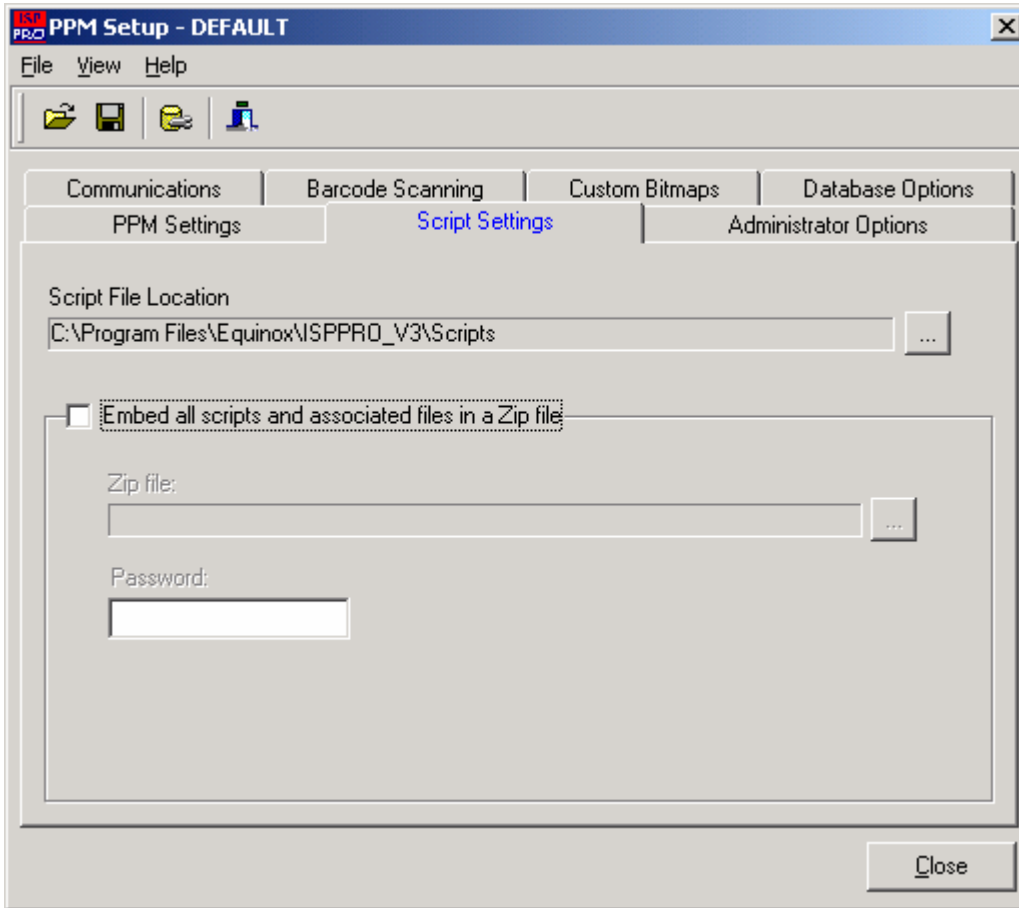 ISP
PRO PPM Setup - DEFAULT
File View Help
Communications Barcode Scanning Custom Bitmaps Database Options
PPM Settings Script Settings Administrator Options
Script File Location
C:\Program Files\Equinox\ISPPRO_V3\Scripts ...
Embed all scripts and associated files in a Zip file
Zip file:
...
Password:
Close